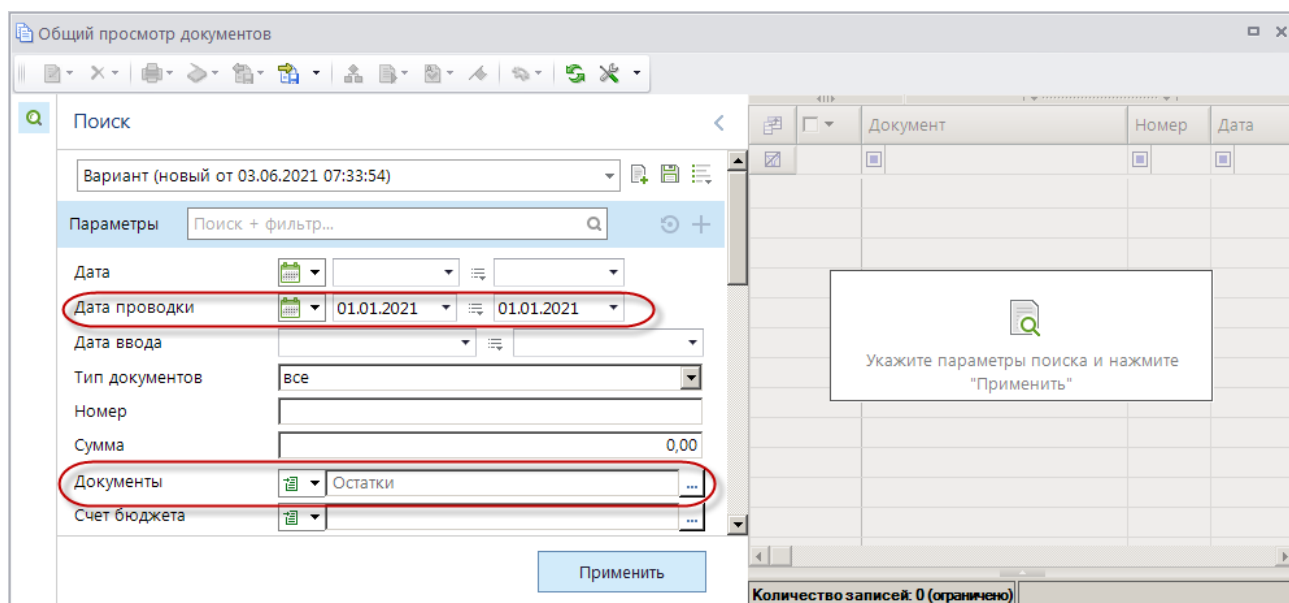 Общий просмотр документов
Поиск
Вариант (новый от 03.06.2021 07:33:54)
Параметры Поиск + фильтр...
Дата
Дата проводки 01.01.2021 01.01.2021
Дата ввода
Тип документов все
Номер
Сумма 0,00
Документы Остатки ...
Счет бюджета ...
Применить
Документ Номер Дата
Укажите параметры поиска и нажмите
"Применить"
Количество записей: 0 (ограничено)